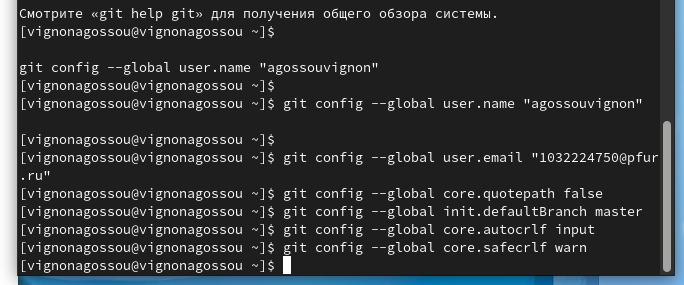 Смотрите «git help git» для получения общего обзора системы.
[vignonagossou@vignonagossou ~]$
git config --global user.name "agossouvignon"
[vignonagossou@vignonagossou ~]$
[vignonagossou@vignonagossou ~]$ git config --global user.name "agossouvignon"
[vignonagossou@vignonagossou ~]$
[vignonagossou@vignonagossou ~]$ git config --global user.email "1032224750@pfur
.ru"
[vignonagossou@vignonagossou ~]$ git config --global core.quotepath false
[vignonagossou@vignonagossou ~]$ git config --global init.defaultBranch master
[vignonagossou@vignonagossou ~]$ git config --global core.autocrlf input
[vignonagossou@vignonagossou ~]$ git config --global core.safecrlf warn
[vignonagossou@vignonagossou ~]$